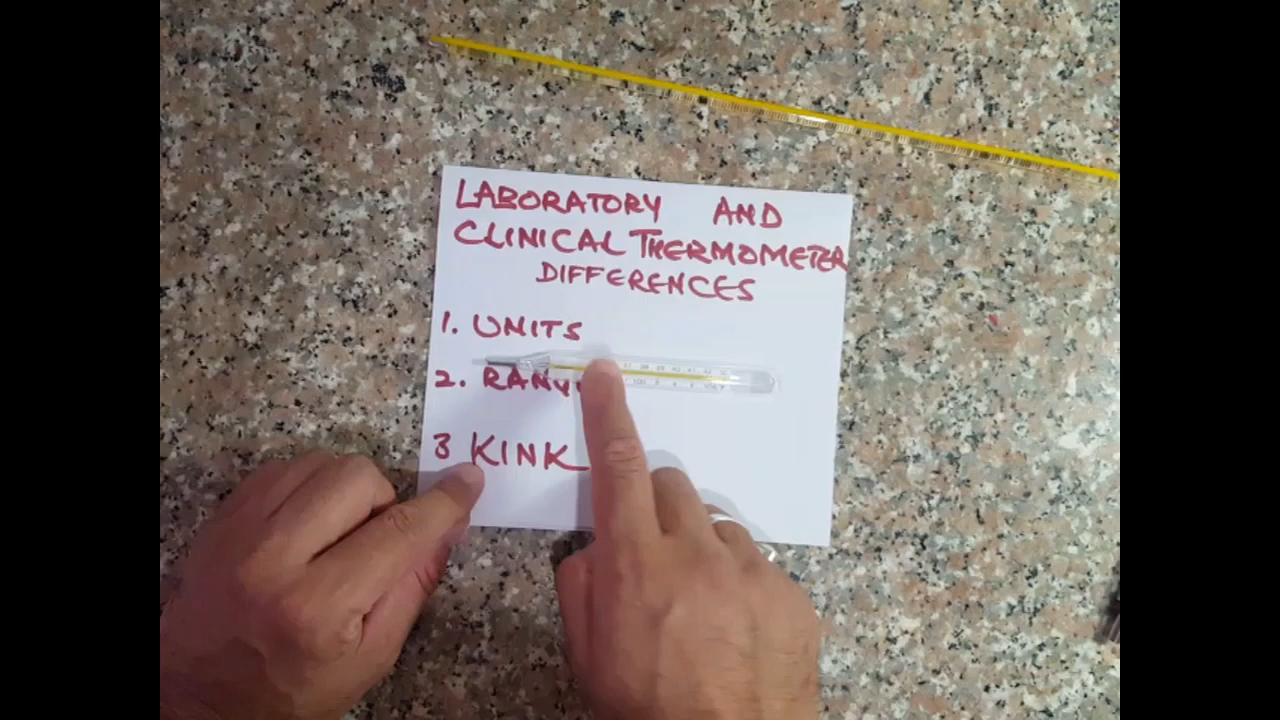 LABORATORY AND
CLINICAL THERMOMETER
DIFFERENCES
1. UNITS
2.
3 KINK